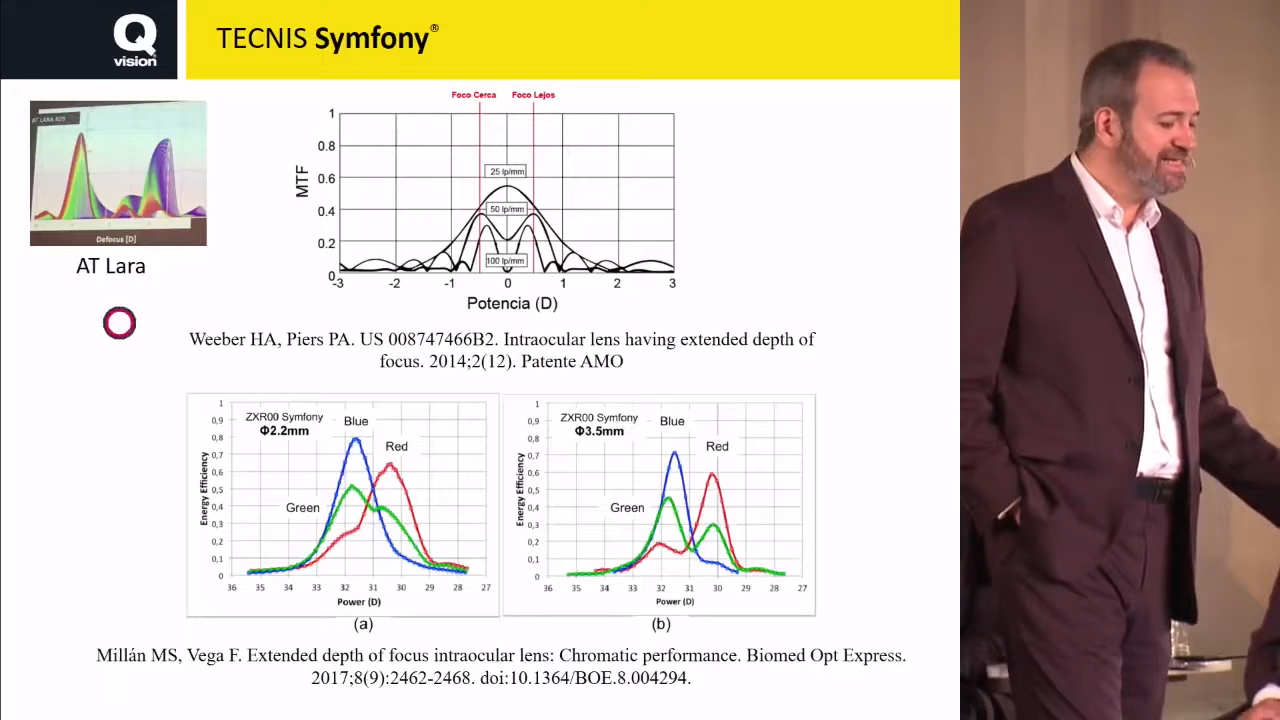 Q
vision
TECNIS Symfony®
AT LARA 829
Defocus [D]
AT Lara
Foco Cerca Foco Lejos
MTF
1
0.8
0.6
0.4
0.2
0
25 lp/mm
50 lp/mm
100 lp/mm
-3 -2 -1 0 1 2 3
Potencia (D)
Weeber HA, Piers PA. US 008747466B2. Intraocular lens having extended depth of
focus. 2014;2(12). Patente AMO
ZXR00 Symfony
Φ2.2mm
Blue
Red
Green
Energy Efficiency
1
0,9
0,8
0,7
0,6
0,5
0,4
0,3
0,2
0,1
0
36 35 34 33 32 31 30 29 28 27
Power (D)
(a)
ZXR00 Symfony
Φ3.5mm
Blue
Red
Green
Energy Efficiency
1
0,9
0,8
0,7
0,6
0,5
0,4
0,3
0,2
0,1
0
36 35 34 33 32 31 30 29 28 27
Power (D)
(b)
Millán MS, Vega F. Extended depth of focus intraocular lens: Chromatic performance. Biomed Opt Express.
2017;8(9):2462-2468. doi:10.1364/BOE.8.004294.